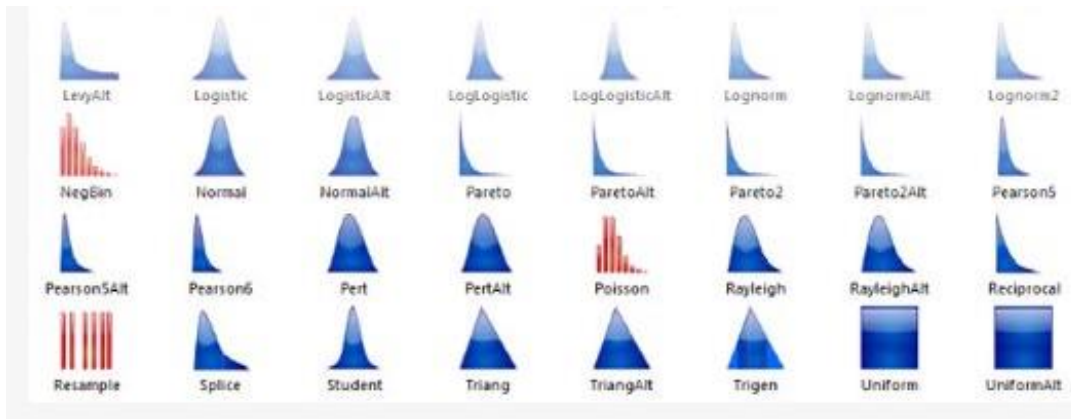 LevyAlt Logistic LogisticAlt LogLogistic LogLogisticAlt Lognorm LognormAlt Lognorm2
NegBin Normal NormalAlt Pareto ParetoAlt Pareto2 Pareto2Alt Pearson5
Pearson5Alt Pearson6 Pert PertAlt Poisson Rayleigh RayleighAlt Reciprocal
Resample Splice Student Triang TriangAlt Trigen Uniform UniformAlt